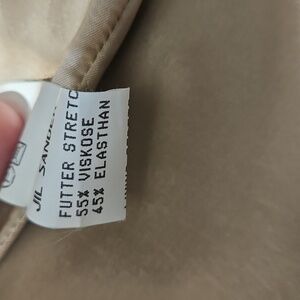 JIL SANDER
FUTTER STRETC
55% VISKOSE
45% ELASTHAN